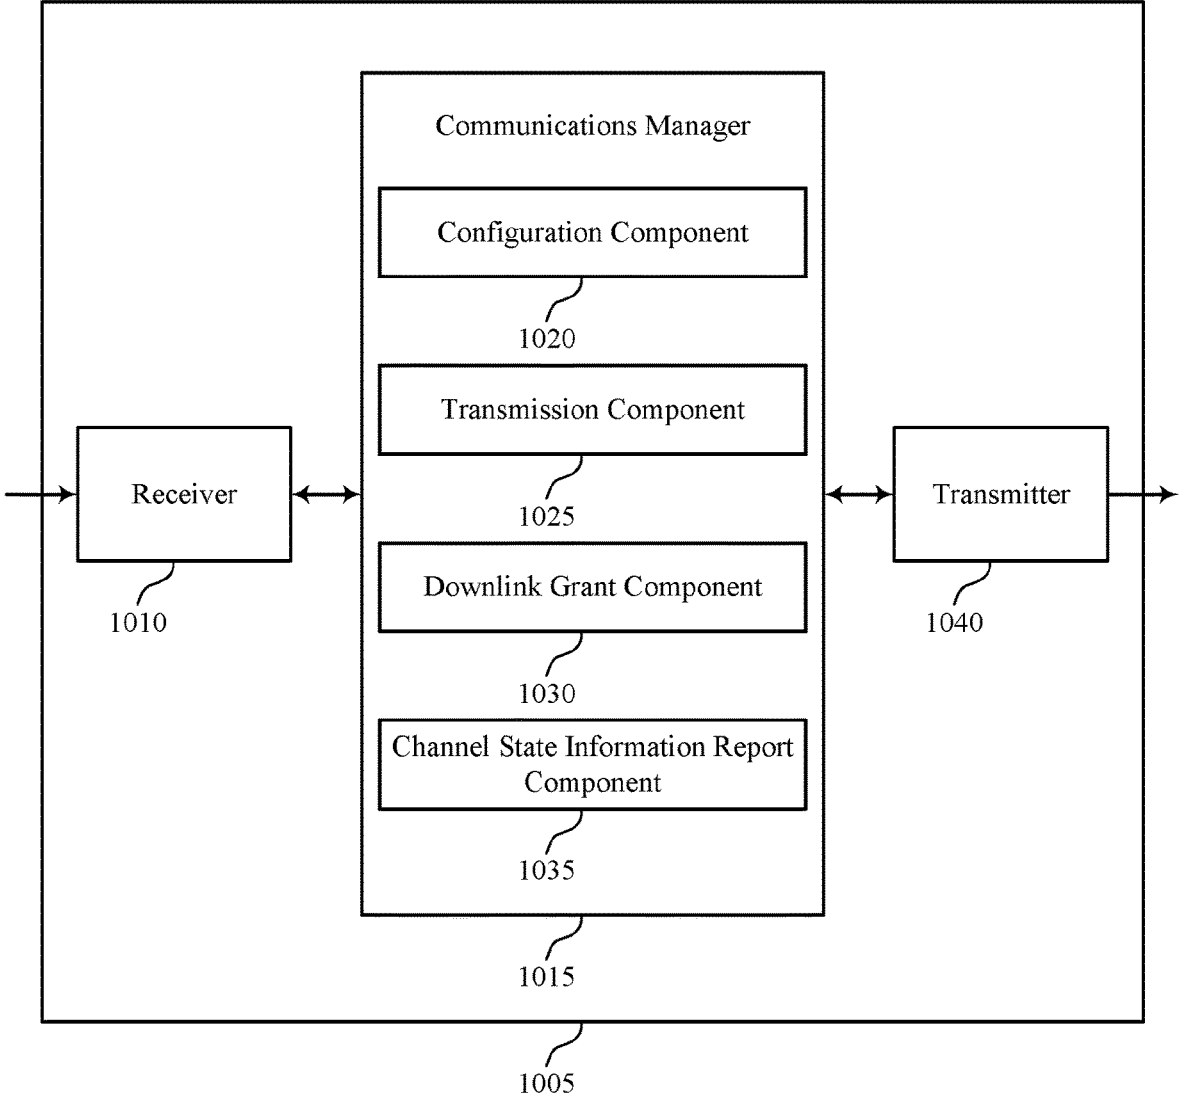 Communications Manager
Configuration Component
1020
Transmission Component
1025
Receiver
1010
Transmitter
1040
Downlink Grant Component
1030
Channel State Information Report
Component
1035
1015
1005